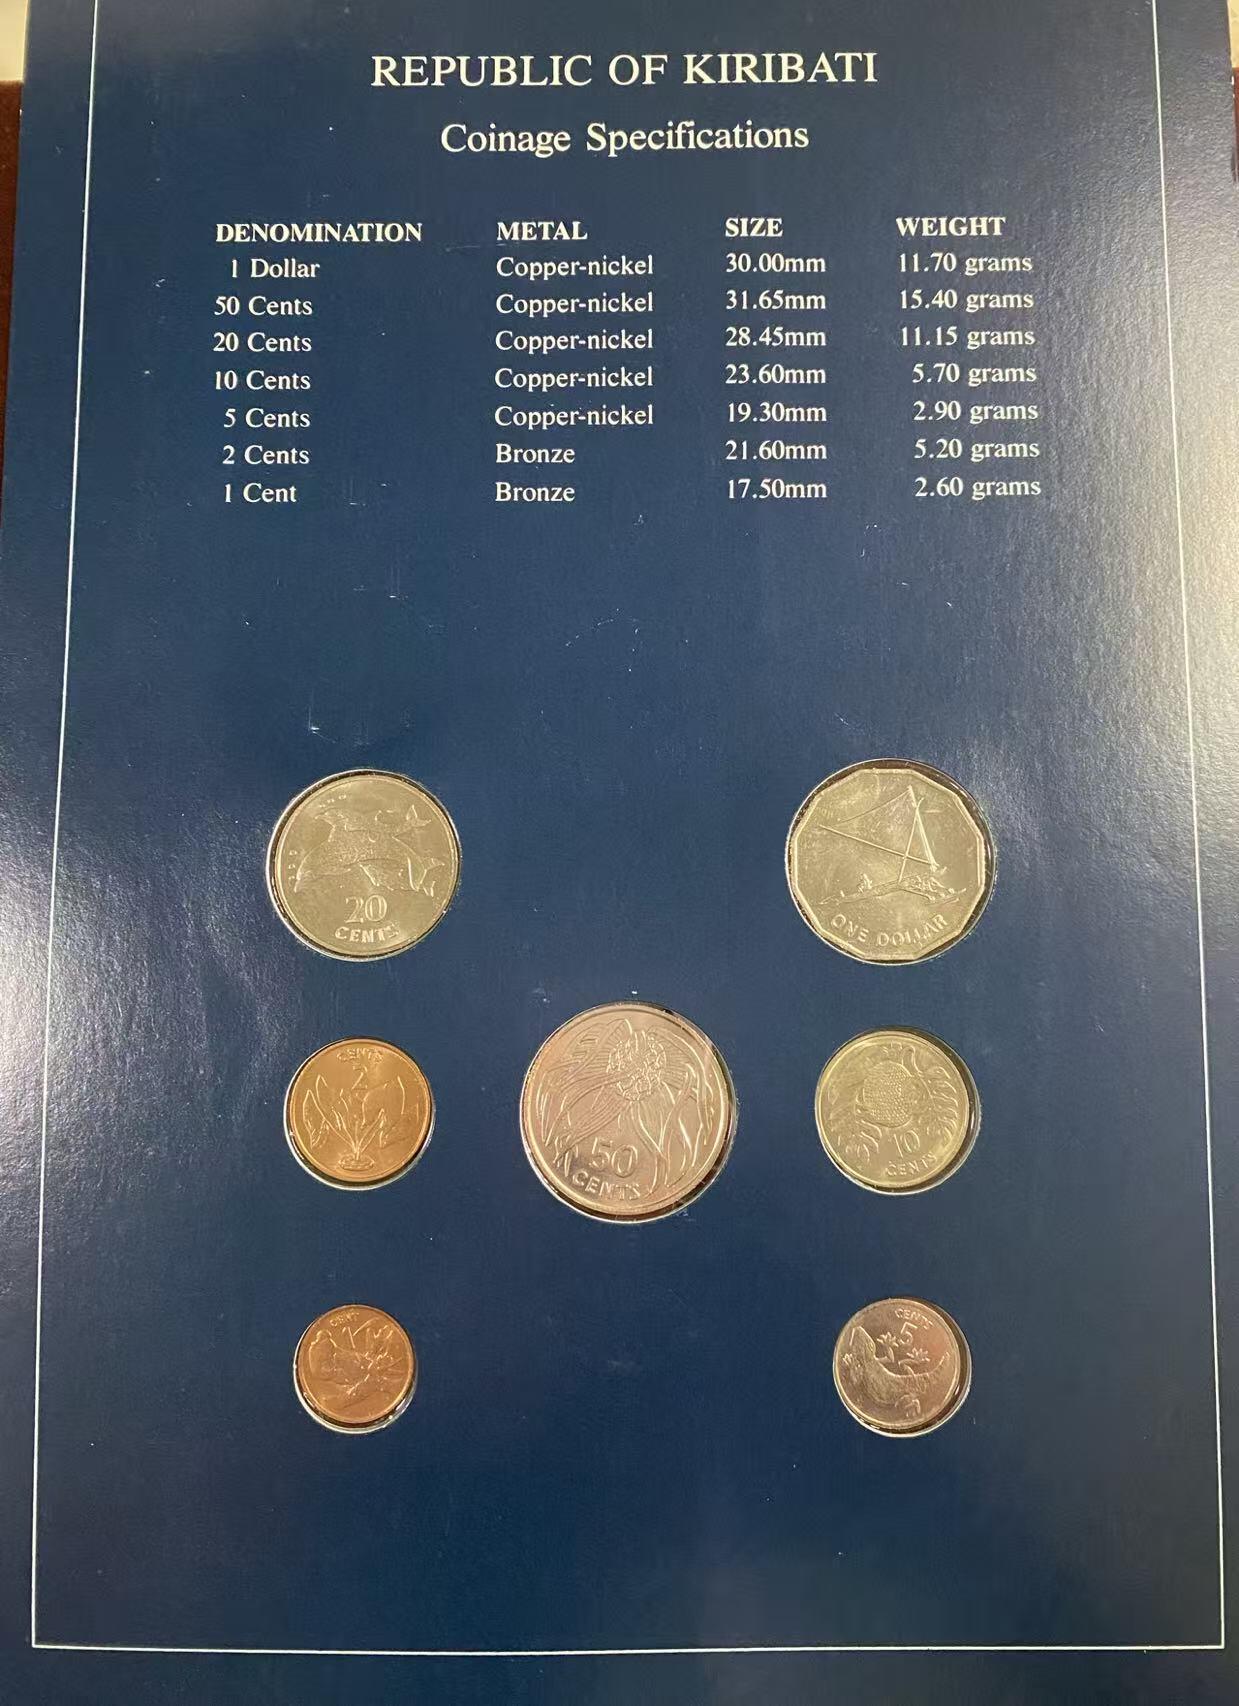 REPUBLIC OF KIRIBATI
Coinage Specifications
DENOMINATION METAL SIZE WEIGHT
1 Dollar Copper-nickel 30.00mm 11.70 grams
50 Cents Copper-nickel 31.65mm 15.40 grams
20 Cents Copper-nickel 28.45mm 11.15 grams
10 Cents Copper-nickel 23.60mm 5.70 grams
5 Cents Copper-nickel 19.30mm 2.90 grams
2 Cents Bronze 21.60mm 5.20 grams
1 Cent Bronze 17.50mm 2.60 grams
20
CENTS
ONE DOLLAR
CENTS
2
50
CENTS
10
CENTS
CENT
1
CENTS
5